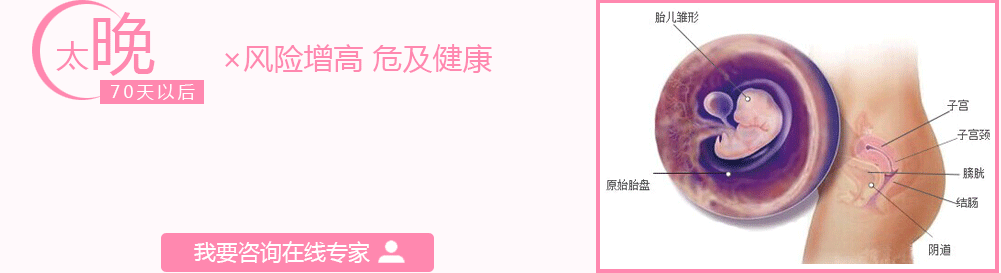 太晚
70天以后
×风险增高 危及健康
我要咨询在线专家
胎儿雏形
原始胎盘
子宫
子宫颈
膀胱
结肠
阴道